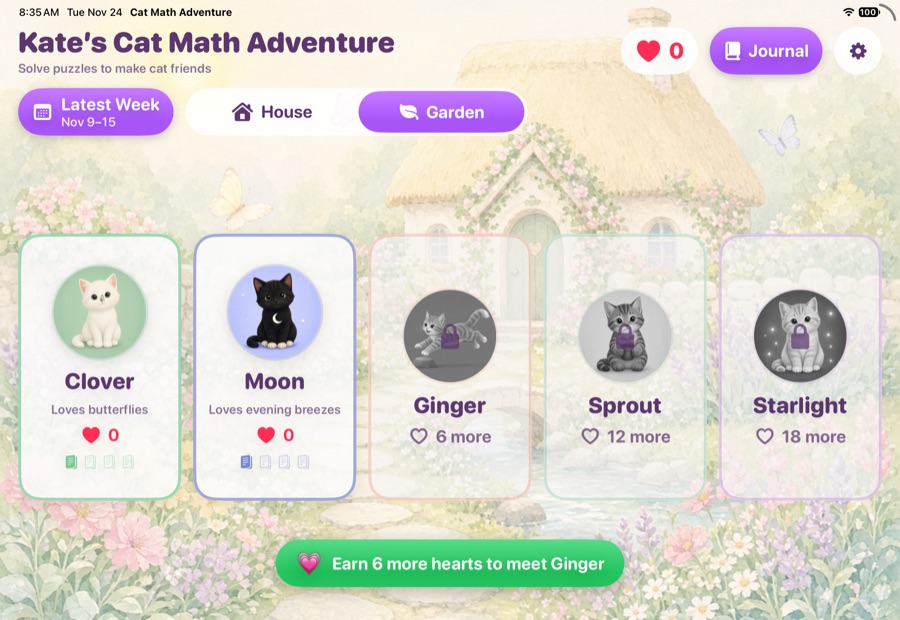 8:35 AM Tue Nov 24 Cat Math Adventure
100
Kate's Cat Math Adventure
Solve puzzles to make cat friends
0
Journal
Latest Week
Nov 9–15
House
Garden
Clover
Loves butterflies
0
Moon
Loves evening breezes
0
Ginger
6 more
Sprout
12 more
Starlight
18 more
Earn 6 more hearts to meet Ginger